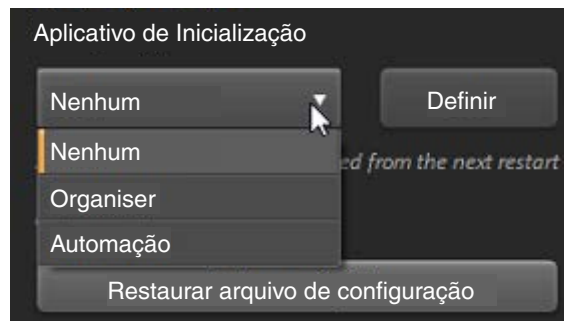 Aplicativo de Inicialização
Nenhum
Definir
Nenhum
ed from the next restart
Organiser
Automação
Restaurar arquivo de configuração